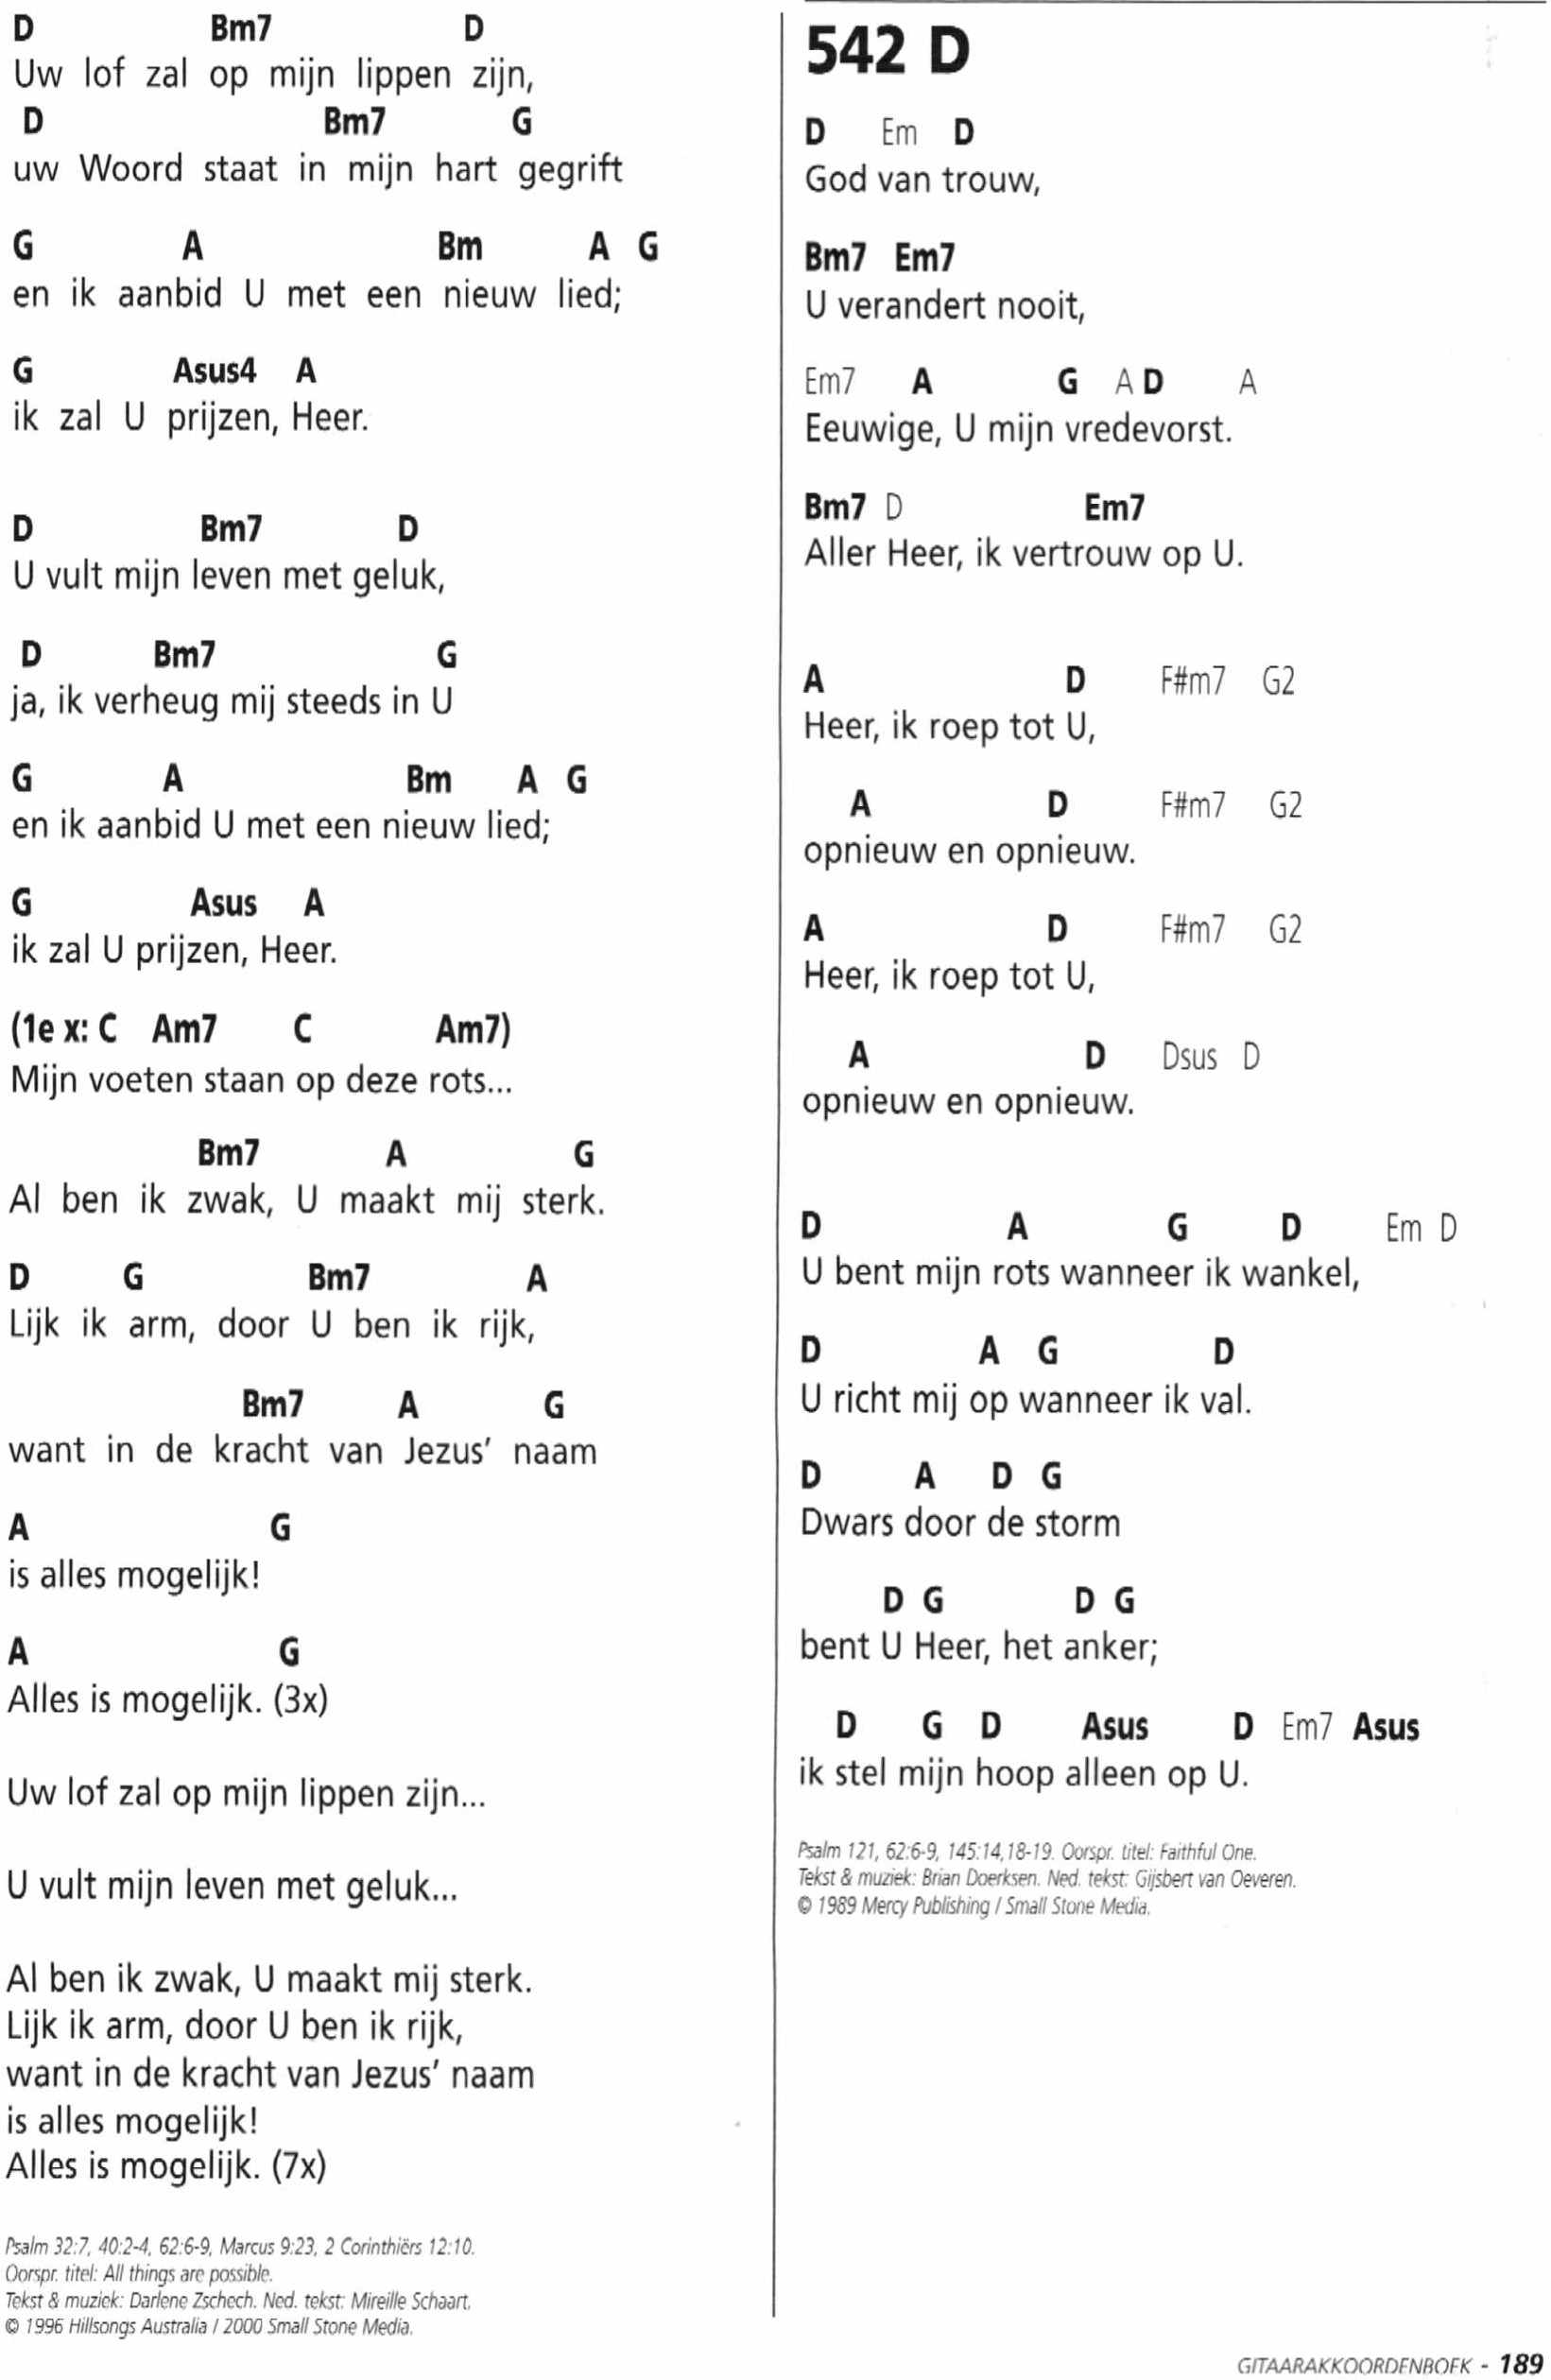 D Bm7 D
Uw lof zal op mijn lippen zijn,
D Bm7 G
uw Woord staat in mijn hart gegrift
G A Bm A G
en ik aanbid U met een nieuw lied;
G Asus4 A
ik zal U prijzen, Heer.
D Bm7 D
U vult mijn leven met geluk,
D Bm7 G
ja, ik verheug mij steeds in U
G A Bm A G
en ik aanbid U met een nieuw lied;
G Asus A
ik zal U prijzen, Heer.
(1e x: C Am7 C Am7)
Mijn voeten staan op deze rots...
Bm7 A G
Al ben ik zwak, U maakt mij sterk.
D G Bm7 A
Lijk ik arm, door U ben ik rijk,
Bm7 A G
want in de kracht van Jezus' naam
A G
is alles mogelijk!
A G
Alles is mogelijk. (3x)
Uw lof zal op mijn lippen zijn...
U vult mijn leven met geluk...
Al ben ik zwak, U maakt mij sterk.
Lijk ik arm, door U ben ik rijk,
want in de kracht van Jezus' naam
is alles mogelijk!
Alles is mogelijk. (7x)
Psalm 32:7, 40:2-4, 62:6-9, Marcus 9:23, 2 Corinthiërs 12:10.
Oorspr. titel: All things are possible.
Tekst & muziek: Darlene Zschech. Ned. tekst: Mireille Schaart.
© 1996 Hillsongs Australia / 2000 Small Stone Media.
542 D
D Em D
God van trouw,
Bm7 Em7
U verandert nooit,
Em7 A G A D A
Eeuwige, U mijn vredevorst.
Bm7 D Em7
Aller Heer, ik vertrouw op U.
A D F#m7 G2
Heer, ik roep tot U,
A D F#m7 G2
opnieuw en opnieuw.
A D F#m7 G2
Heer, ik roep tot U,
A D Dsus D
opnieuw en opnieuw.
D A G D Em D
U bent mijn rots wanneer ik wankel,
D A G D
U richt mij op wanneer ik val.
D A D G
Dwars door de storm
D G D G
bent U Heer, het anker;
D G D Asus D Em7 Asus
ik stel mijn hoop alleen op U.
Psalm 121, 62:6-9, 145:14,18-19. Oorspr. titel: Faithful One.
Tekst & muziek: Brian Doerksen. Ned. tekst: Gijsbert van Oeveren.
© 1989 Mercy Publishing / Small Stone Media.
GITAARAKKOORDENBOEK - 189